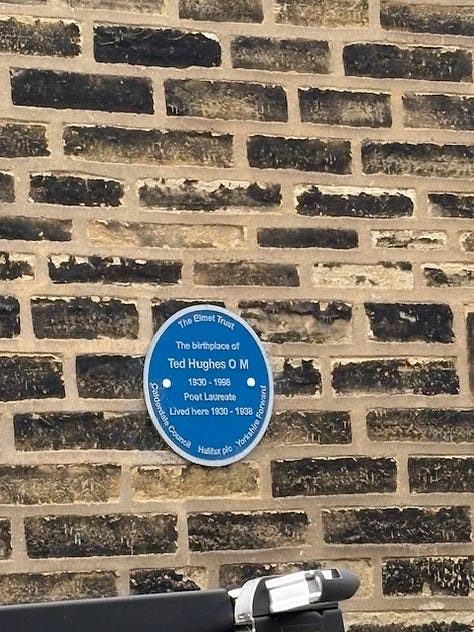 The Elmet Trust
The birthplace of
Ted Hughes O M
1930 - 1998
Poet Laureate
Lived here 1930 - 1938
Calderdale Council
Halifax plc
Yorkshire Forward